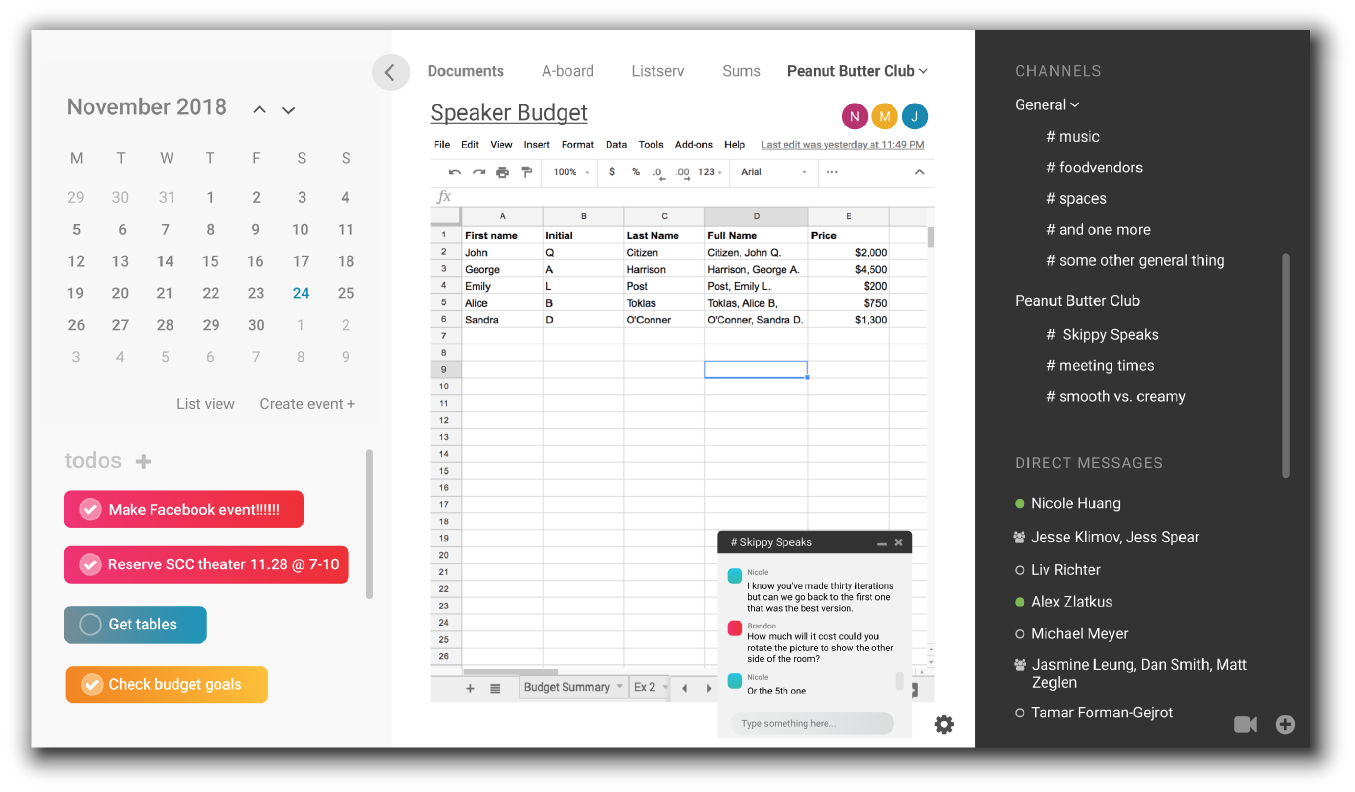 November 2018
M T W T F S S
29 30 31 1 2 3 4
5 6 7 8 9 10 11
12 13 14 15 16 17 18
19 20 21 22 23 24 25
26 27 28 29 30 1 2
3 4 5 6 7 8 9
List view Create event +
todos +
Make Facebook event!!!!!!
Reserve SCC theater 11.28 @ 7-10
Get tables
Check budget goals
Documents A-board Listserv Sums Peanut Butter Club
Speaker Budget
N M J
File Edit View Insert Format Data Tools Add-ons Help Last edit was yesterday at 11:49 PM
100% $ % .0 .00 123 Arial ...
fx
A B C D E
1 First name Initial Last Name Full Name Price
2 John Q Citizen Citizen, John Q. $2,000
3 George A Harrison Harrison, George A. $4,500
4 Emily L Post Post, Emily L. $200
5 Alice B Toklas Toklas, Alice B, $750
6 Sandra D O'Conner O'Conner, Sandra D. $1,300
7
8
9
10
11
12
13
14
15
16
17
18
19
20
21
22
23
24
25
26
+ Budget Summary Ex 2
# Skippy Speaks
Nicole
I know you've made thirty iterations
but can we go back to the first one
that was the best version.
Brandon
How much will it cost could you
rotate the picture to show the other
side of the room?
Nicole
Or the 5th one
Type something here...
CHANNELS
General
# music
# foodvendors
# spaces
# and one more
# some other general thing
Peanut Butter Club
# Skippy Speaks
# meeting times
# smooth vs. creamy
DIRECT MESSAGES
Nicole Huang
Jesse Klimov, Jess Spear
Liv Richter
Alex Zlatkus
Michael Meyer
Jasmine Leung, Dan Smith, Matt
Zeglen
Tamar Forman-Gejrot